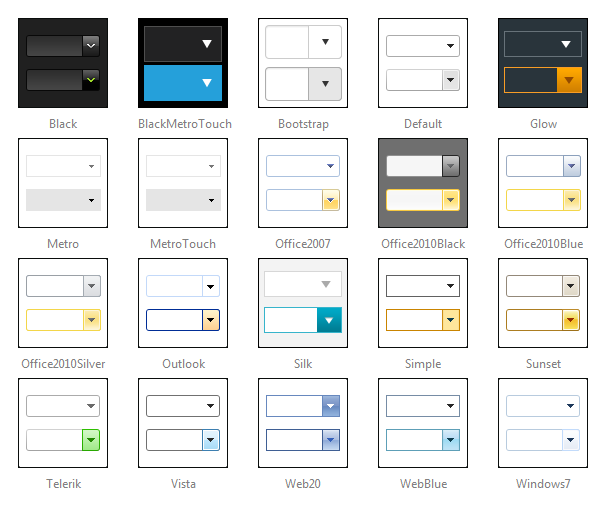 Black
BlackMetroTouch
Bootstrap
Default
Glow
Metro
MetroTouch
Office2007
Office2010Black
Office2010Blue
Office2010Silver
Outlook
Silk
Simple
Sunset
Telerik
Vista
Web20
WebBlue
Windows7